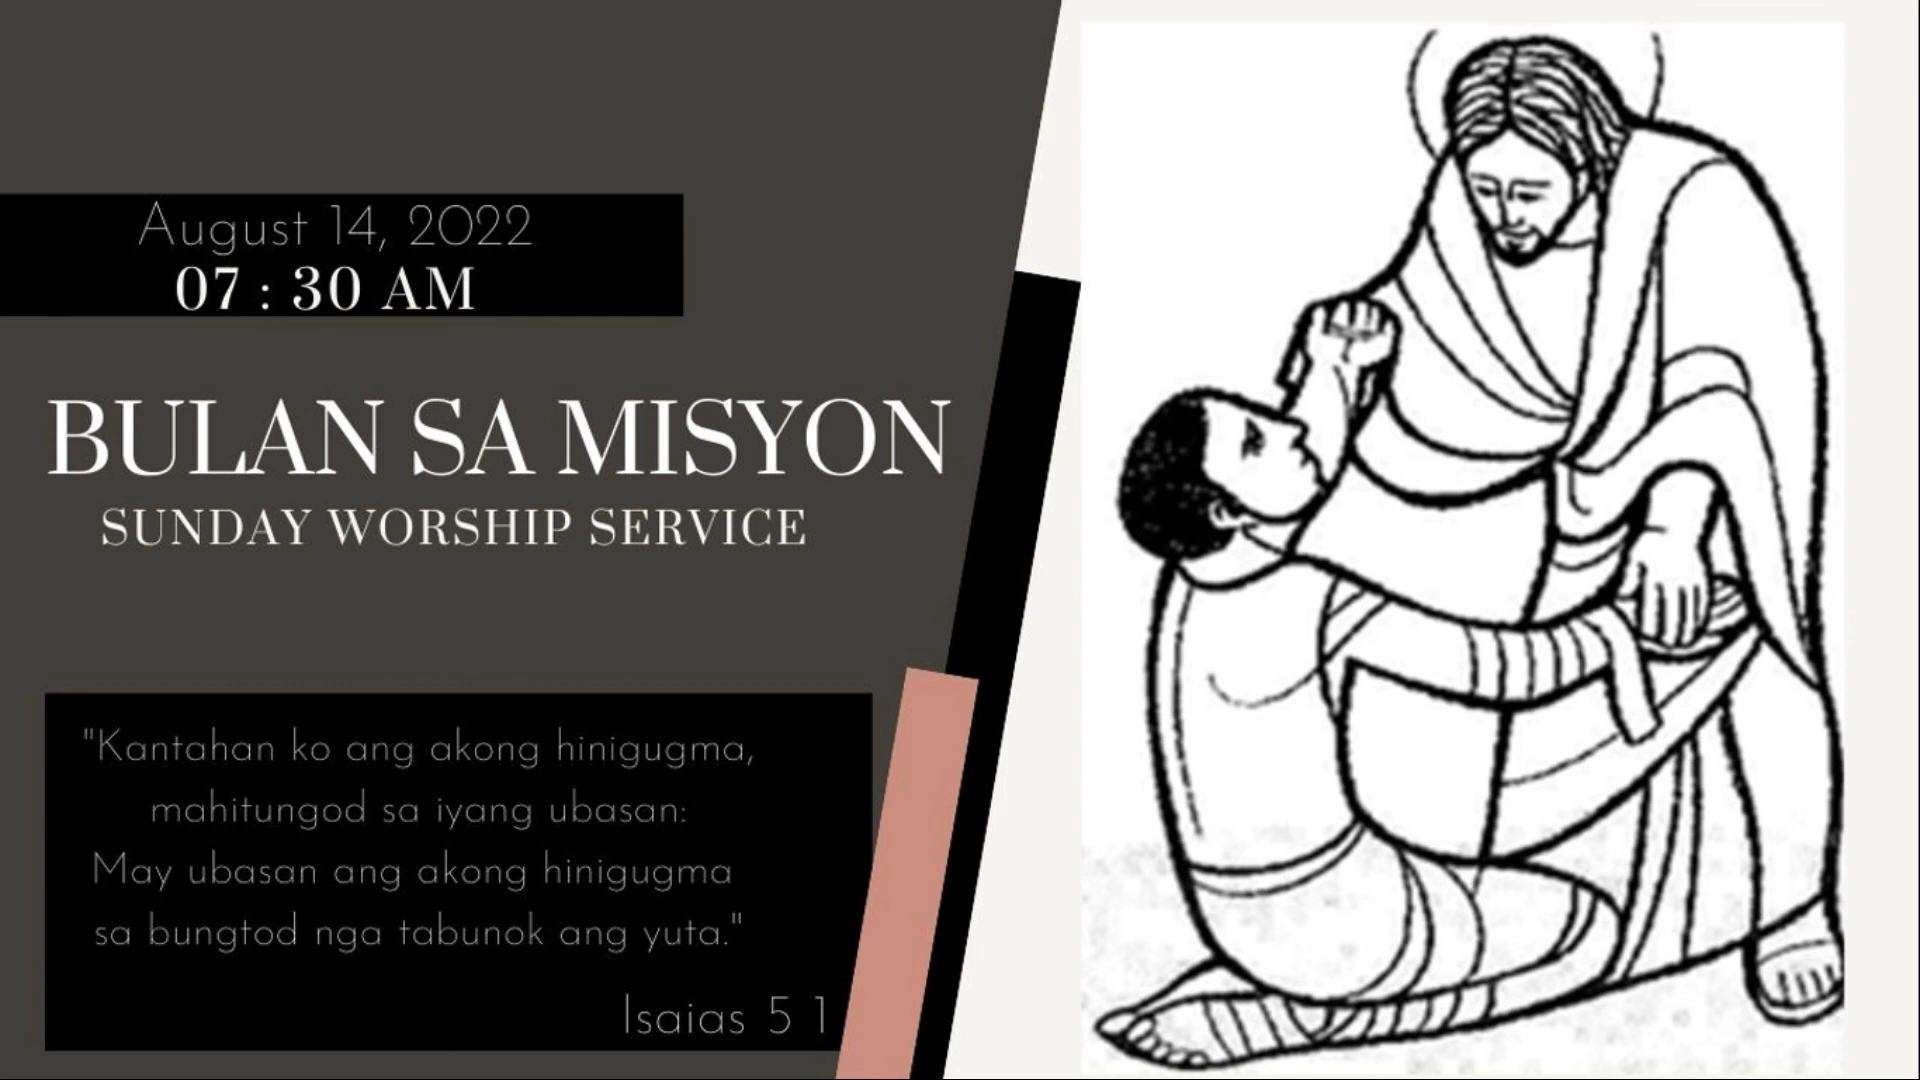 August 14, 2022
07 : 30 AM
BULAN SA MISYON
SUNDAY WORSHIP SERVICE
"Kantahan ko ang akong hinigugma,
mahitungod sa iyang ubasan:
May ubasan ang akong hinigugma
sa bungtod nga tabunok ang yuta."
Isaias 5 1